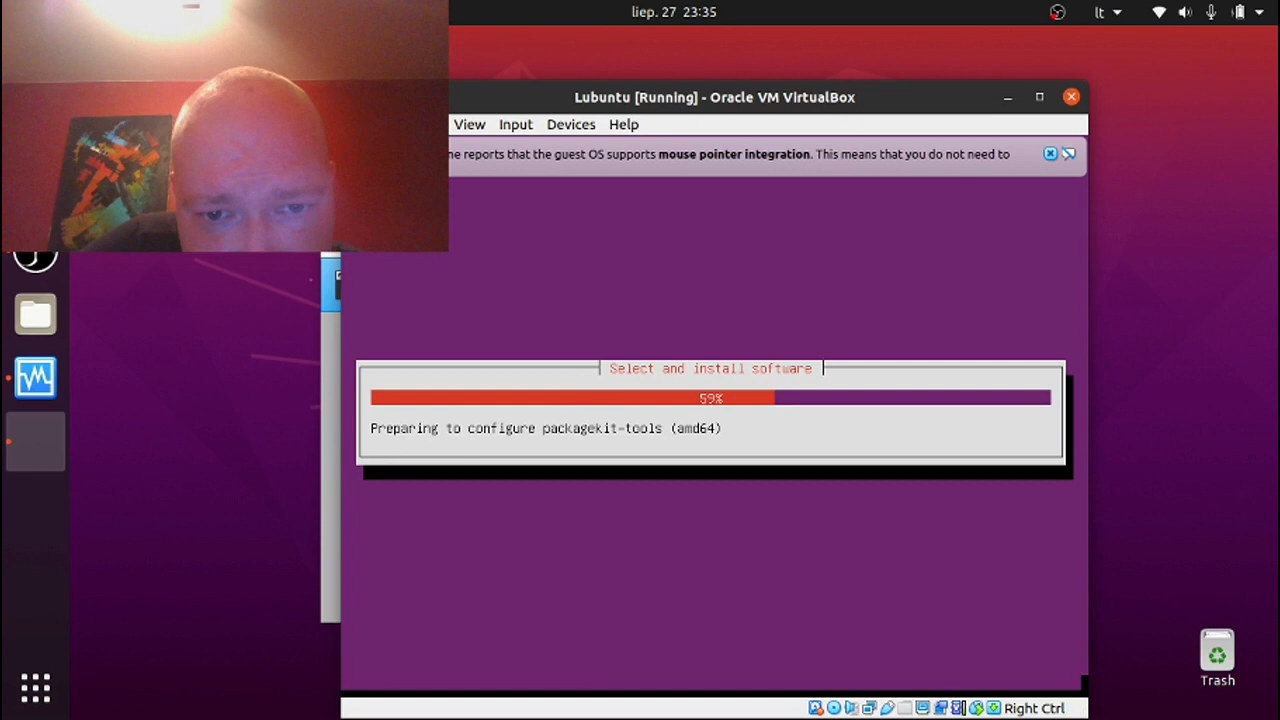 liep. 27 23:35
lt
Lubuntu [Running] - Oracle VM VirtualBox
View Input Devices Help
reports that the guest OS supports mouse pointer integration. This means that you do not need to
Select and install software
59%
Preparing to configure packagekit-tools (amd64)
Trash
Right Ctrl